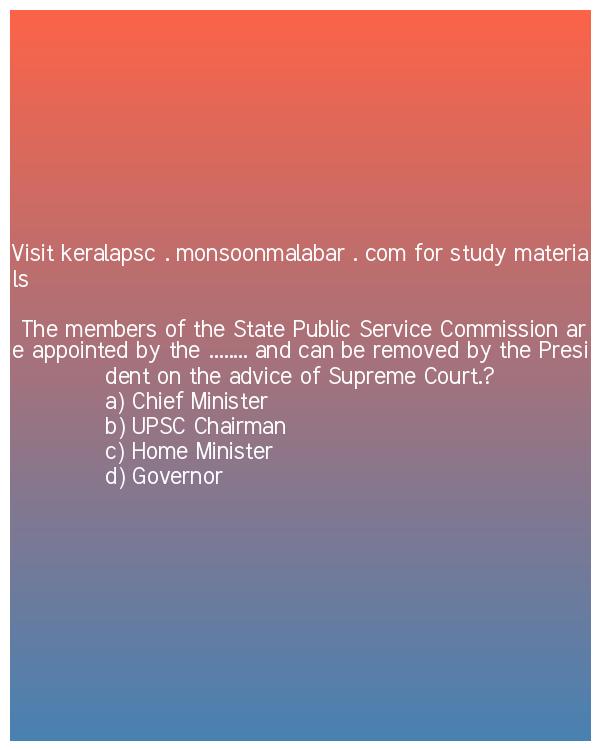 Visit keralapsc . monsoonmalabar . com for study materia
ls
The members of the State Public Service Commission ar
e appointed by the ........ and can be removed by the Presi
dent on the advice of Supreme Court.?
a) Chief Minister
b) UPSC Chairman
c) Home Minister
d) Governor